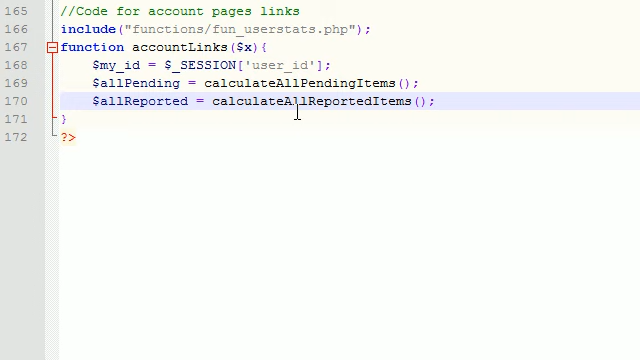 165 //Code for account pages links
166 include("functions/fun_userstats.php");
167 function accountLinks($x){
168 $my_id = $_SESSION['user_id'];
169 $allPending = calculateAllPendingItems();
170 $allReported = calculateAllReportedItems();
171 }
172 ?>